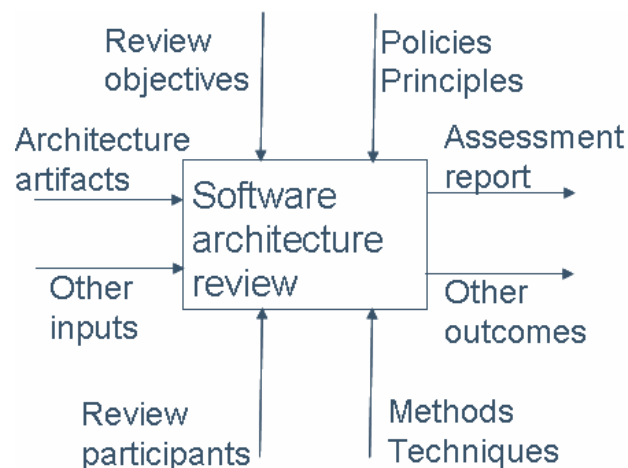 Review
objectives
Policies
Principles
Architecture
artifacts
Assessment
report
Software
architecture
review
Other
inputs
Other
outcomes
Review
participants
Methods
Techniques